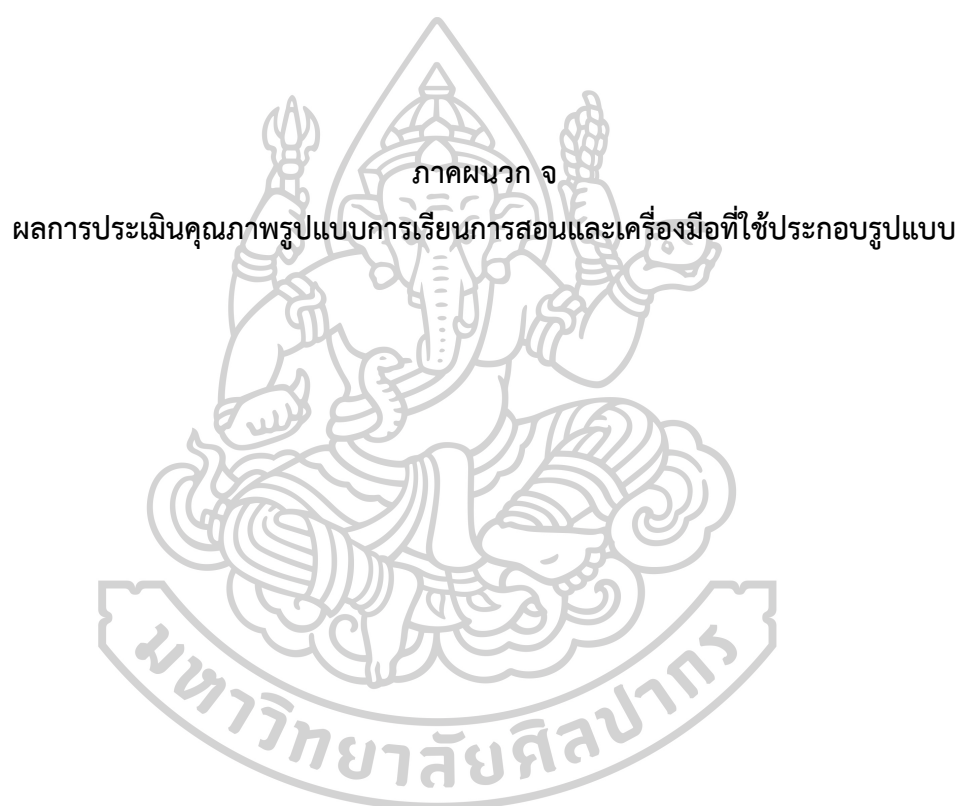 ภาคผนวก จ
ผลการประเมินคุณภาพรูปแบบการเรียนการสอนและเครื่องมือที่ใช้ประกอบรูปแบบ
มหาวิทยาลัยศิลปากร